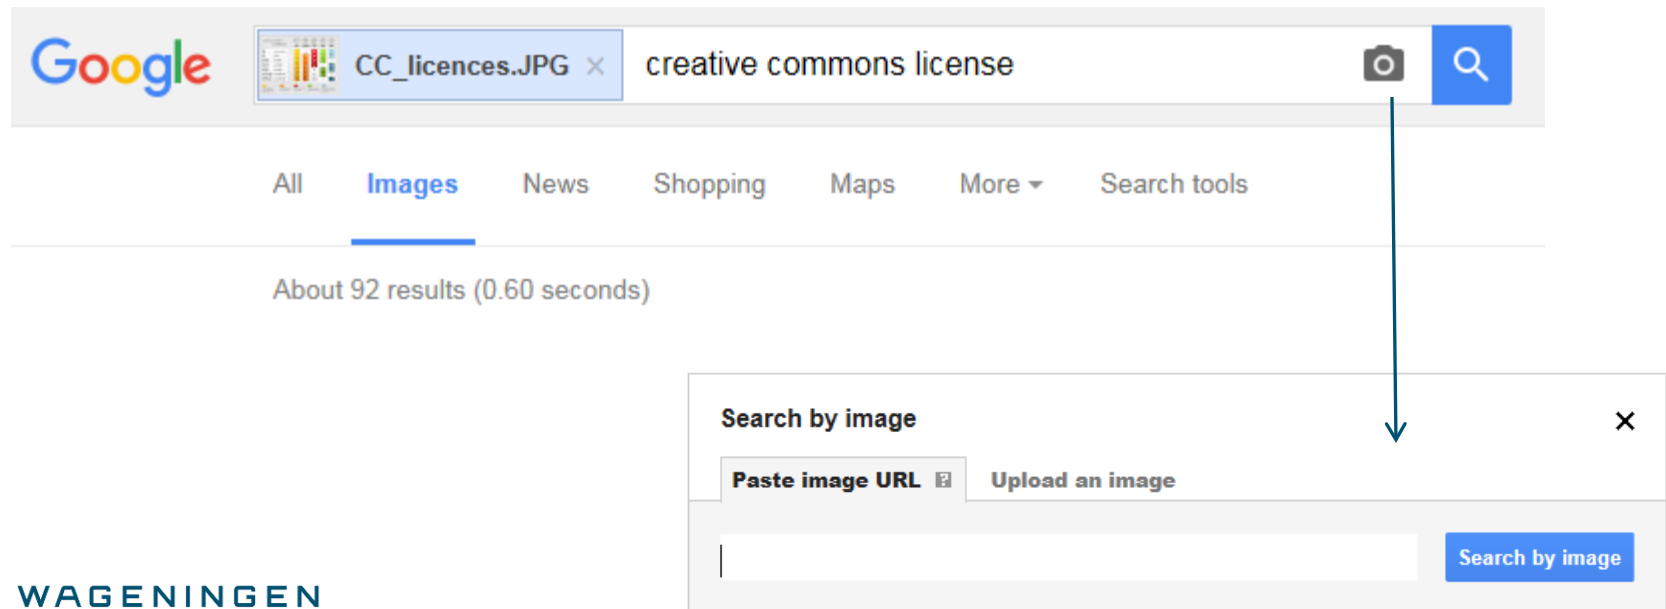 Google CC_licences.JPG × creative commons license
All Images News Shopping Maps More Search tools
About 92 results (0.60 seconds)
Search by image ×
Paste image URL ? Upload an image
Search by image
WAGENINGEN